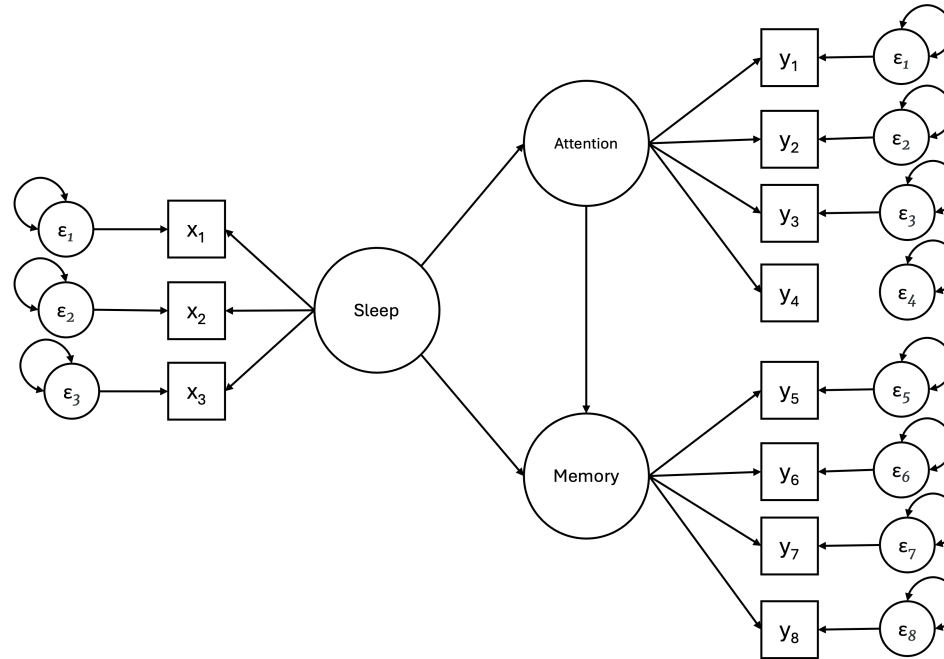 ε₁
x₁
ε₂
x₂
ε₃
x₃
Sleep
Attention
Memory
y₁
ε₁
y₂
ε₂
y₃
ε₃
y₄
ε₄
y₅
ε₅
y₆
ε₆
y₇
ε₇
y₈
ε₈